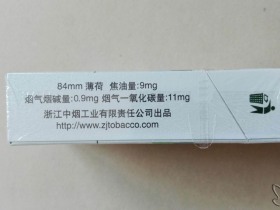 84mm 薄荷 焦油量:9mg
烟气烟碱量:0.9mg 烟气一氧化碳量:11mg
浙江中烟工业有限责任公司出品
http://www.zjtobacco.com